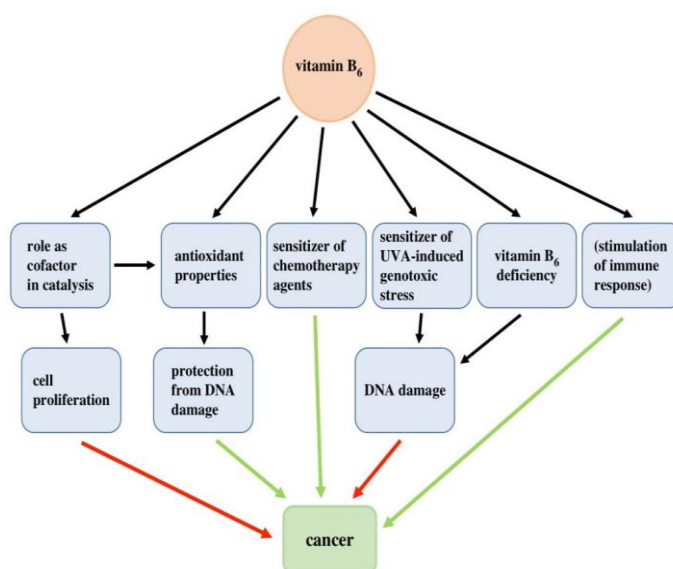 vitamin B6
role as
cofactor
in catalysis
antioxidant
properties
sensitizer of
chemotherapy
agents
sensitizer of
UVA-induced
genotoxic
stress
vitamin B6
deficiency
(stimulation
of immune
response)
cell
proliferation
protection
from DNA
damage
DNA damage
cancer